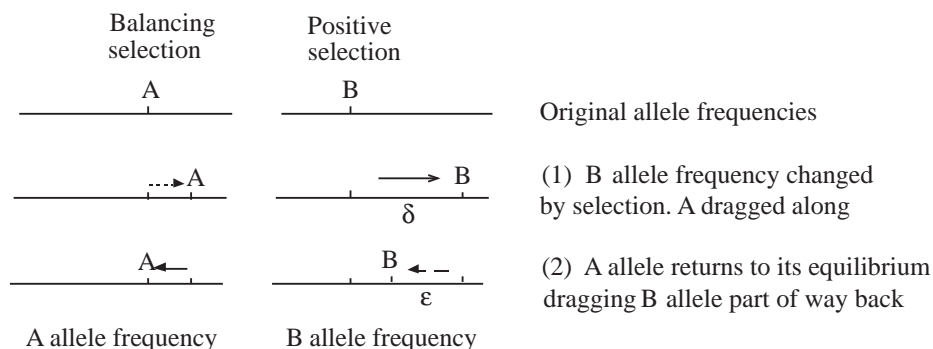 Balancing
selection
Positive
selection
A
B
Original allele frequencies
A
B
δ
(1) B allele frequency changed
by selection. A dragged along
A
B
ε
(2) A allele returns to its equilibrium
dragging B allele part of way back
A allele frequency
B allele frequency